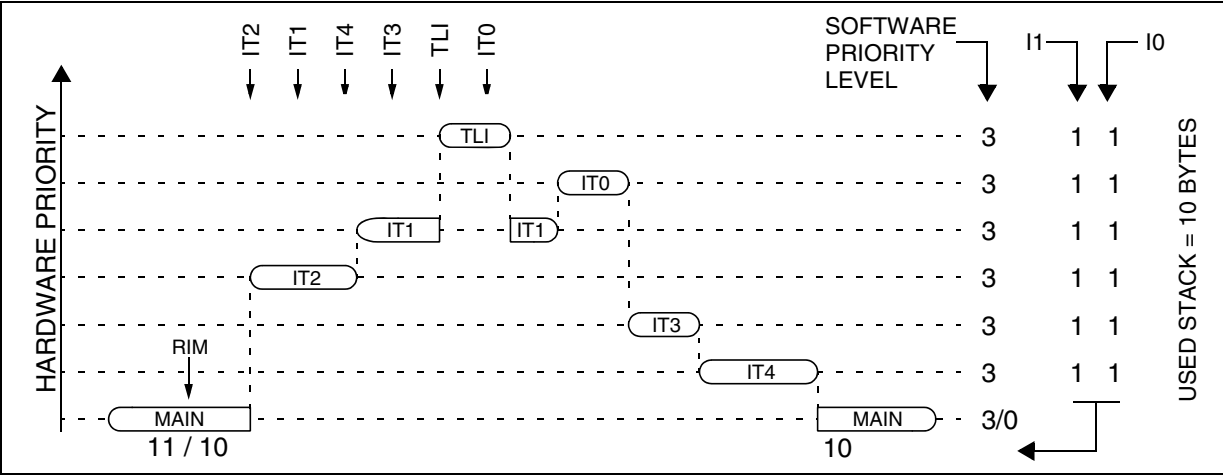 IT2 IT1 IT4 IT3 TLI IT0
SOFTWARE
PRIORITY
LEVEL
I1 I0
HARDWARE PRIORITY
TLI 3 1 1
IT0 3 1 1
IT1 IT1 3 1 1
IT2 3 1 1
IT3 3 1 1
RIM
IT4 3 1 1
MAIN MAIN 3/0
11 / 10 10
USED STACK = 10 BYTES